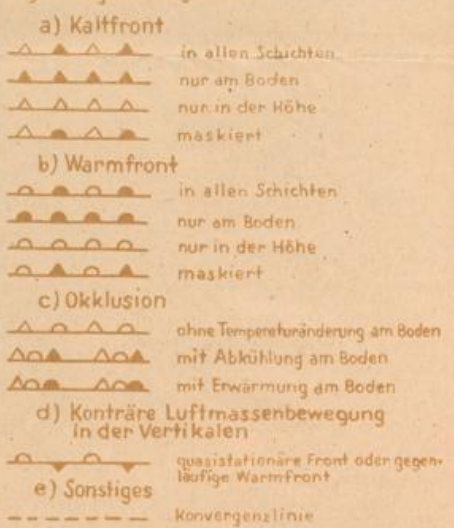 a) Kaltfront
in allen Schichten
nur am Boden
nur in der Höhe
maskiert
b) Warmfront
in allen Schichten
nur am Boden
nur in der Höhe
maskiert
c) Okklusion
ohne Temperaturänderung am Boden
mit Abkühlung am Boden
mit Erwärmung am Boden
d) Konträre Luftmassenbewegung
in der Vertikalen
quasistationäre Front oder gegen-
läufige Warmfront
e) Sonstiges
Konvergenzlinie